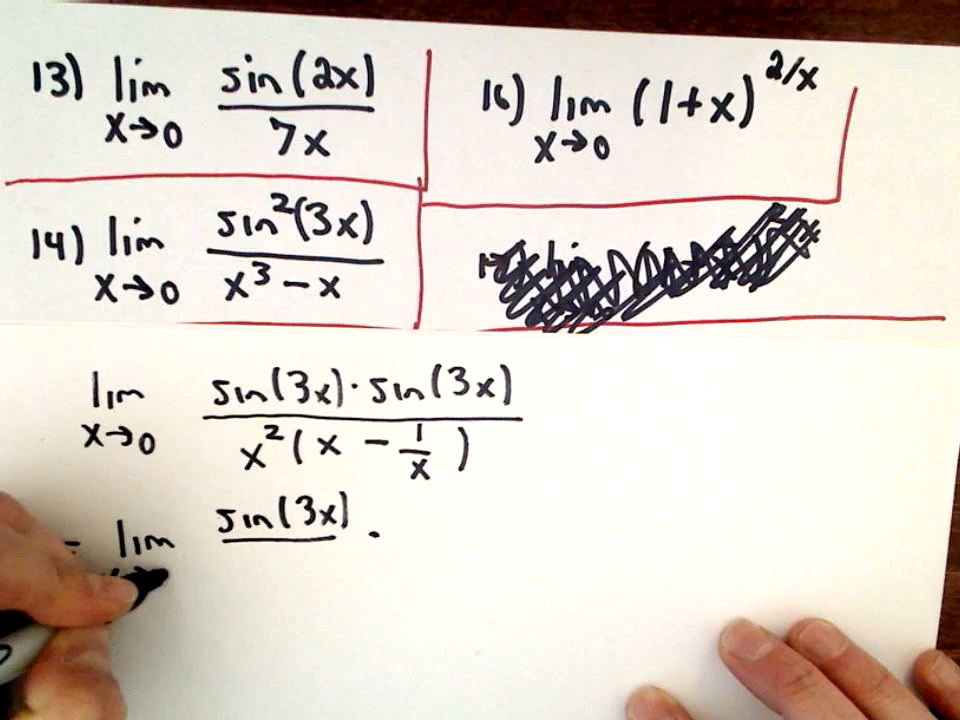 13) lim x→0 sin(2x) / 7x
14) lim x→0 sin²(3x) / x³ − x
16) lim x→0 (1+x)^2/x
lim x→0 sin(3x)·sin(3x) / x²(x − 1/x)
= lim sin(3x) ·